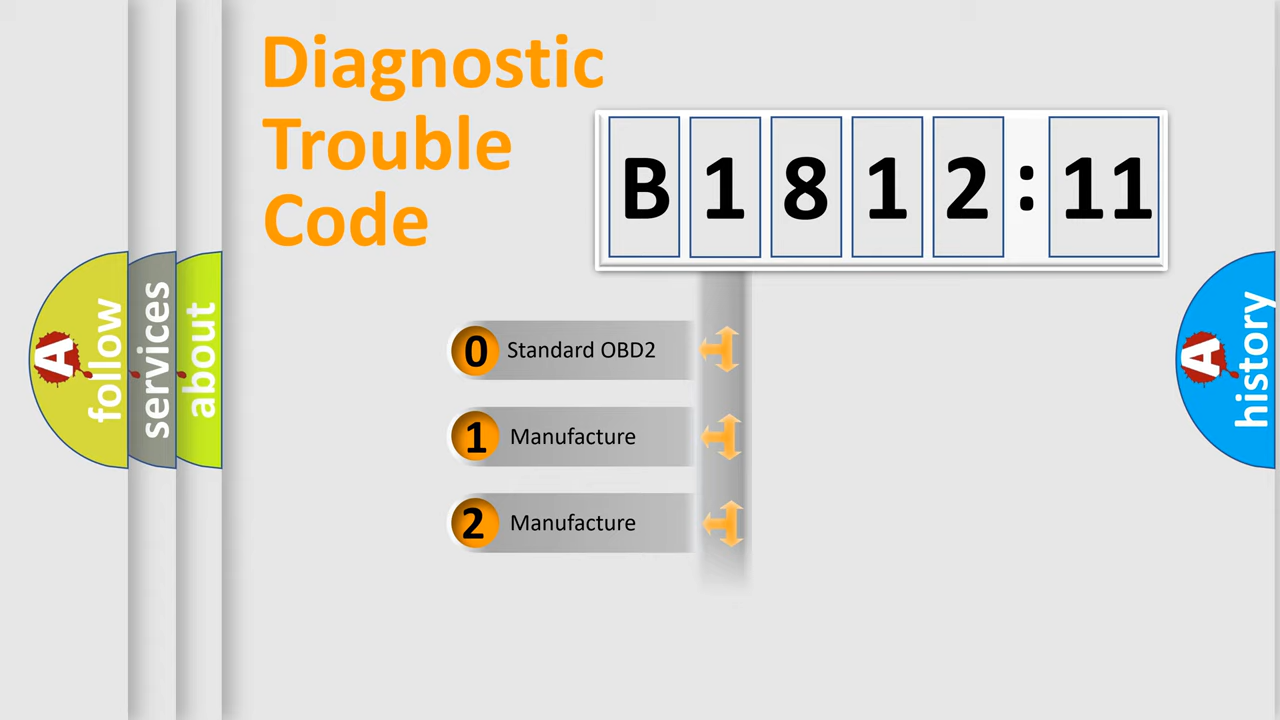 Diagnostic
Trouble
Code
B 1 8 1 2 : 11
0 Standard OBD2
1 Manufacture
2 Manufacture
A follow
services
about
A history